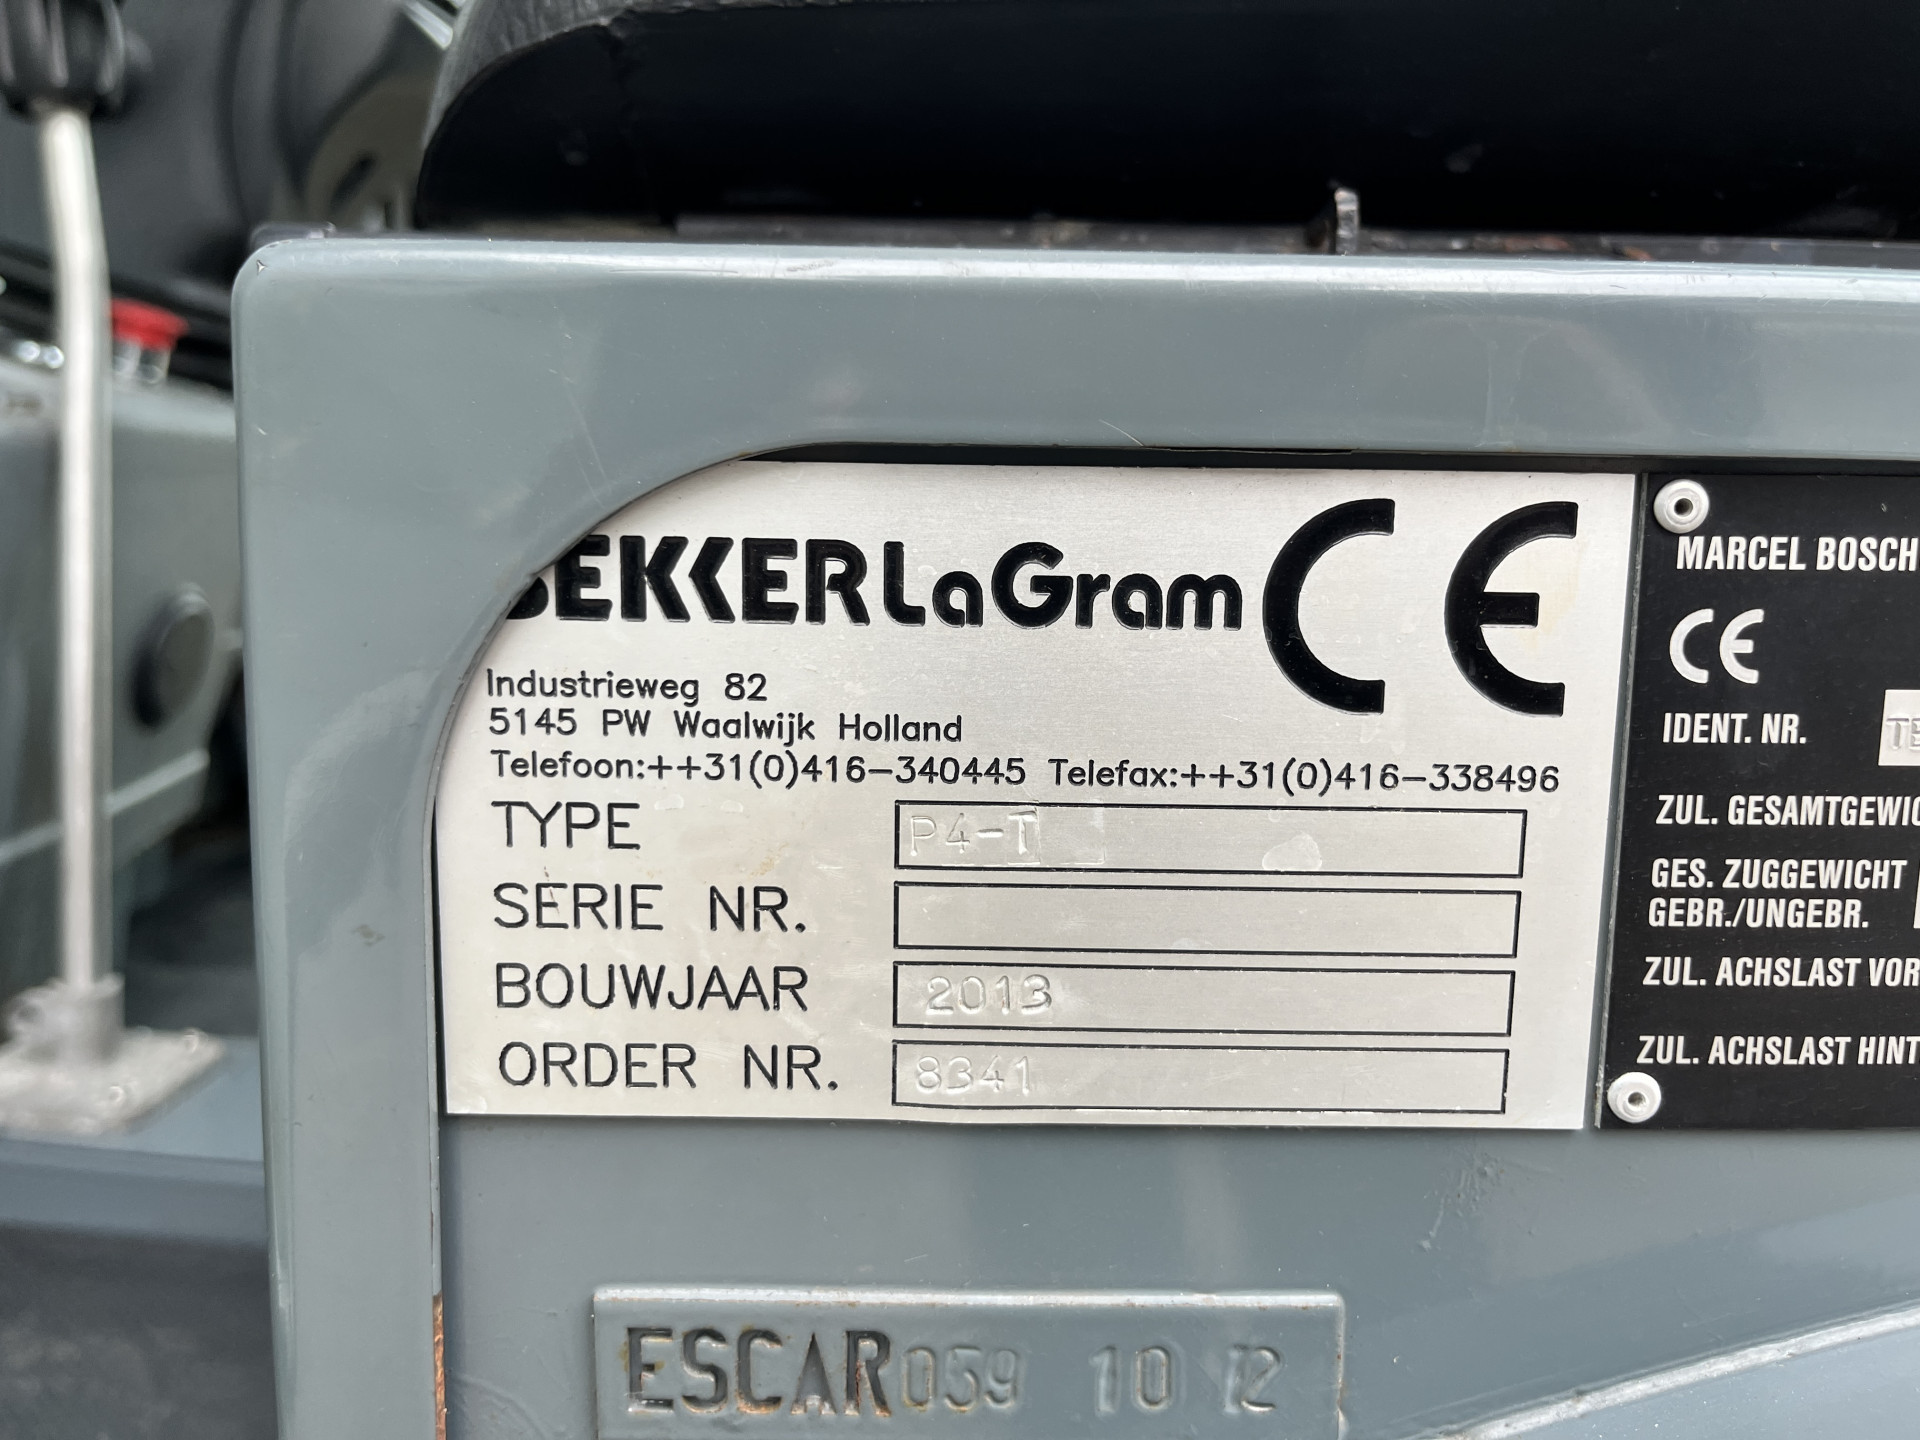 BEKKER LaGram CE
Industrieweg 82
5145 PW Waalwijk Holland
Telefoon:++31(0)416-340445 Telefax:++31(0)416-338496
TYPE P4-T
SERIE NR.
BOUWJAAR 2013
ORDER NR. 8341
MARCEL BOSCH
CE
IDENT. NR.
ZUL. GESAMTGEWIC
GES. ZUGGEWICHT
GEBR./UNGEBR.
ZUL. ACHSLAST VOR
ZUL. ACHSLAST HINT
ESCAR 059 10 12